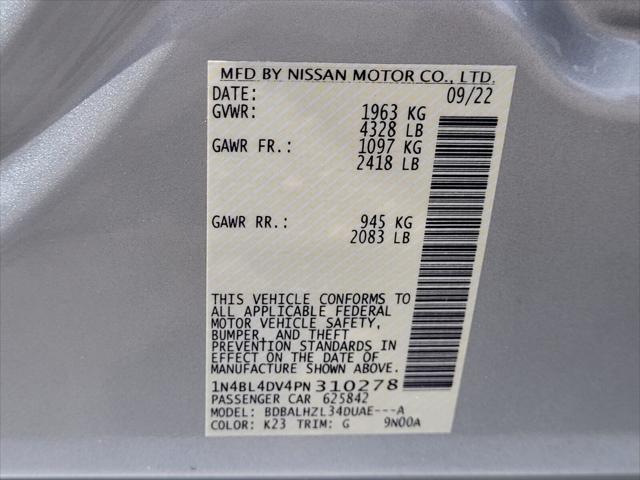 MFD BY NISSAN MOTOR CO., LTD.
DATE: 09/22
GVWR: 1963 KG
4328 LB
GAWR FR.: 1097 KG
2418 LB
GAWR RR.: 945 KG
2083 LB
THIS VEHICLE CONFORMS TO
ALL APPLICABLE FEDERAL
MOTOR VEHICLE SAFETY,
BUMPER, AND THEFT
PREVENTION STANDARDS IN
EFFECT ON THE DATE OF
MANUFACTURE SHOWN ABOVE.
1N4BL4DV4PN310278
PASSENGER CAR 625842
MODEL: BDBALHZL34DUAE---A
COLOR: K23 TRIM: G 9N00A